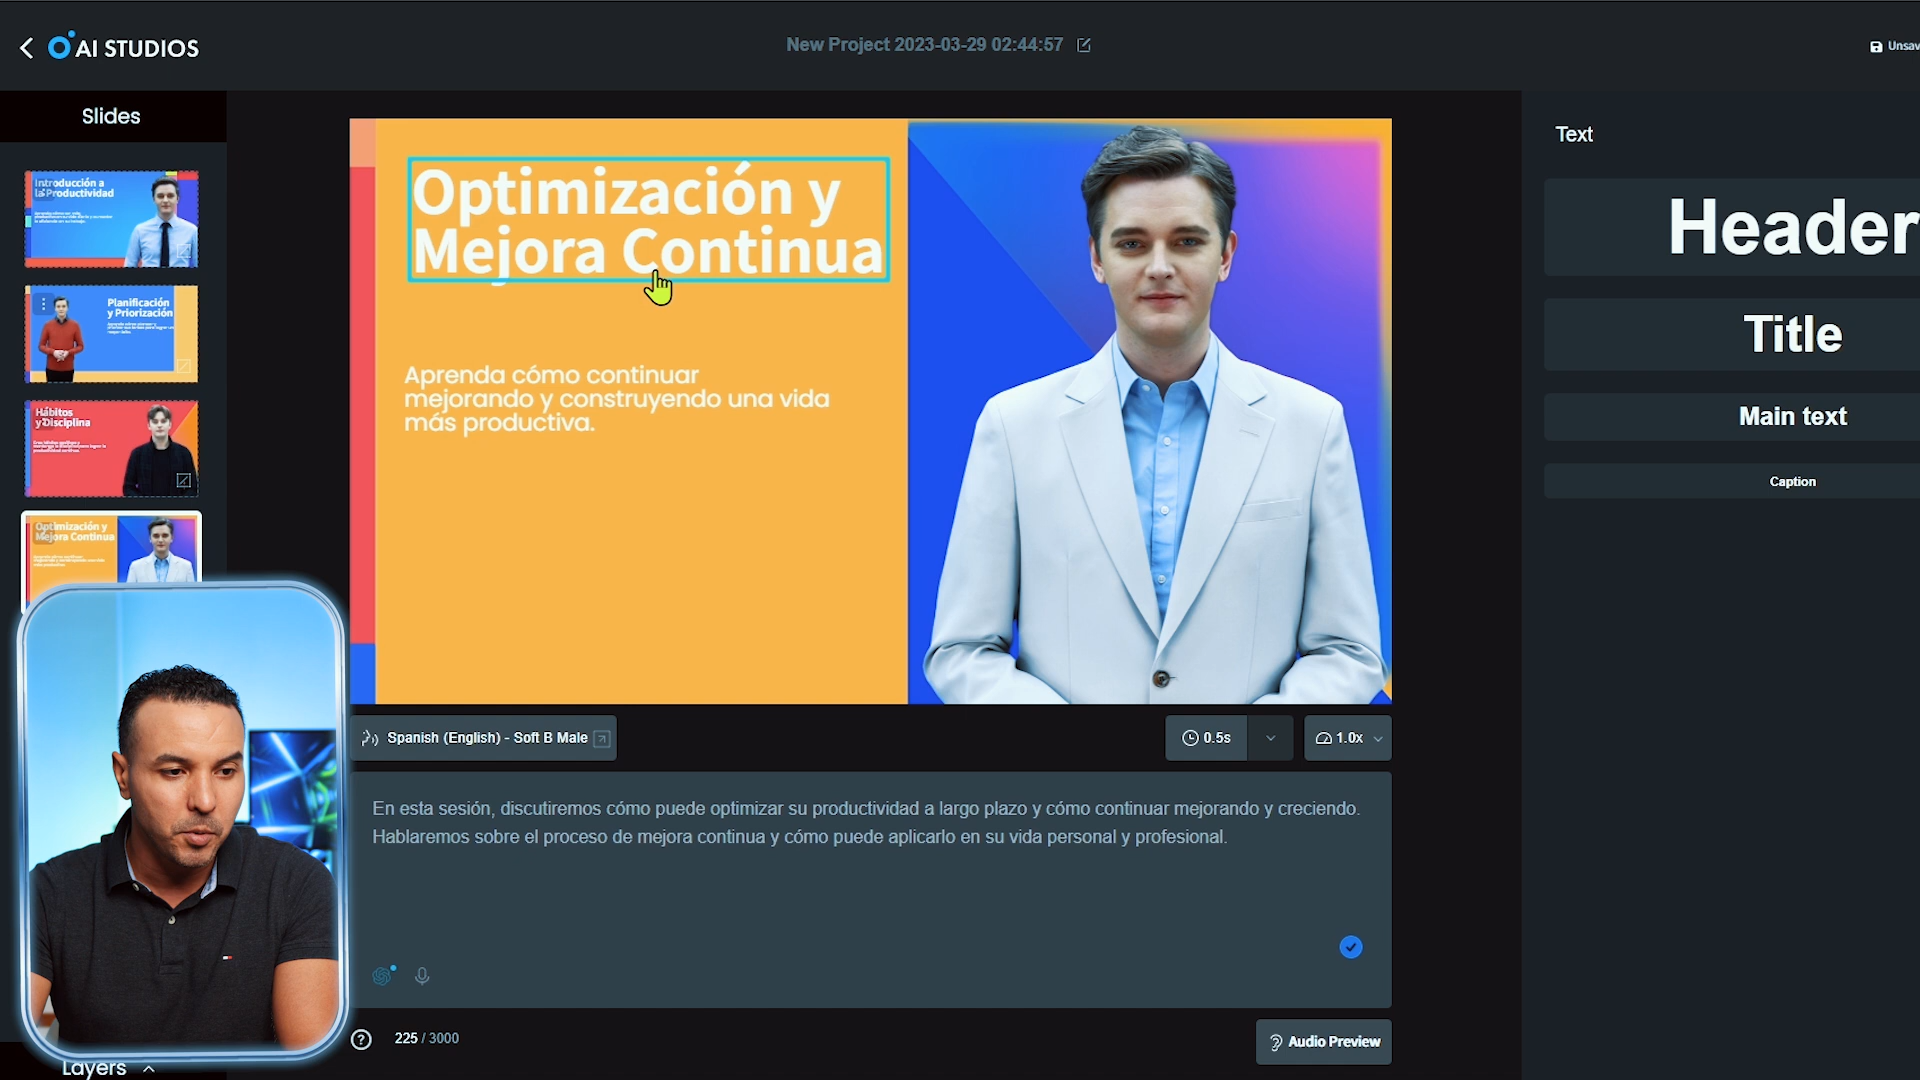 AI STUDIOS
New Project 2023-03-29 02:44:57
Unsav
Slides
Introducción a
la Productividad
Planificación
y Priorización
Hábitos
y Disciplina
Optimización y
Mejora Continua
Layers
Optimización y
Mejora Continua
Aprenda cómo continuar
mejorando y construyendo una vida
más productiva.
Spanish (English) - Soft B Male
0.5s
1.0x
En esta sesión, discutiremos cómo puede optimizar su productividad a largo plazo y cómo continuar mejorando y creciendo.
Hablaremos sobre el proceso de mejora continua y cómo puede aplicarlo en su vida personal y profesional.
225 / 3000
Audio Preview
Text
Header
Title
Main text
Caption